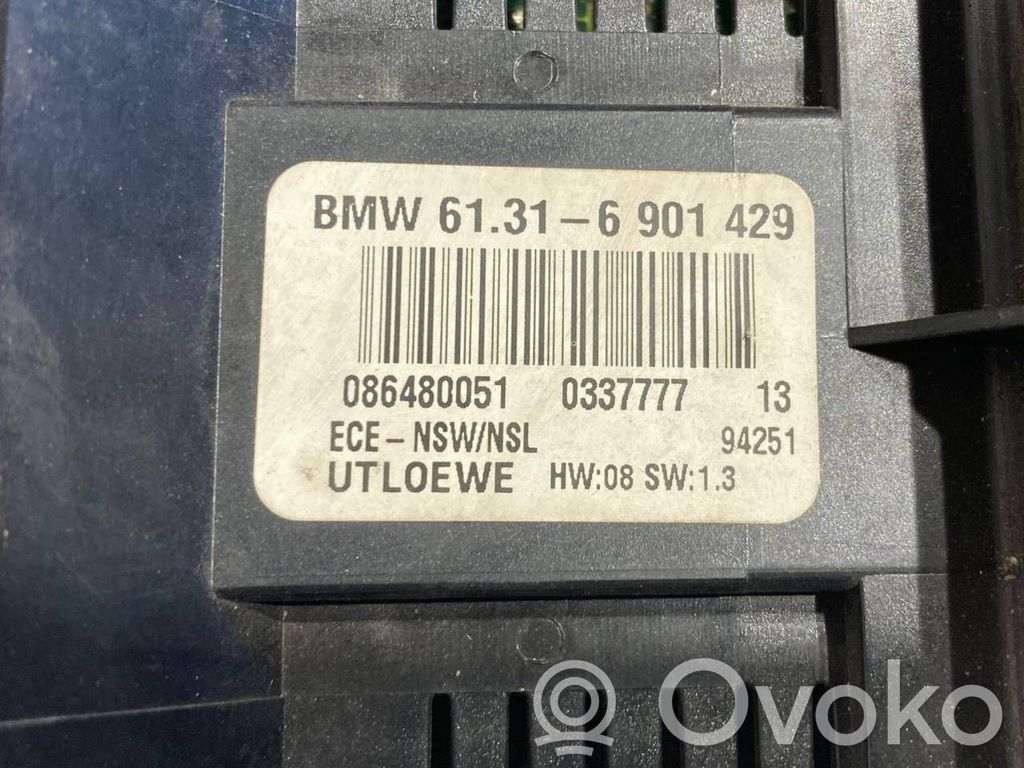 BMW 61.31-6 901 429
086480051 0337777 13
ECE-NSW/NSL 94251
UTLOEWE HW:08 SW:1.3
Ovoko